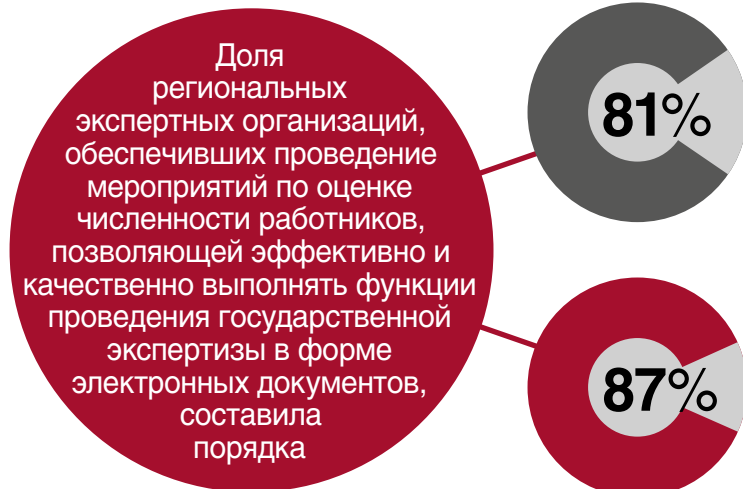 Доля
региональных
экспертных организаций,
обеспечивших проведение
мероприятий по оценке
численности работников,
позволяющей эффективно и
качественно выполнять функции
проведения государственной
экспертизы в форме
электронных документов,
составила
порядка
81%
87%